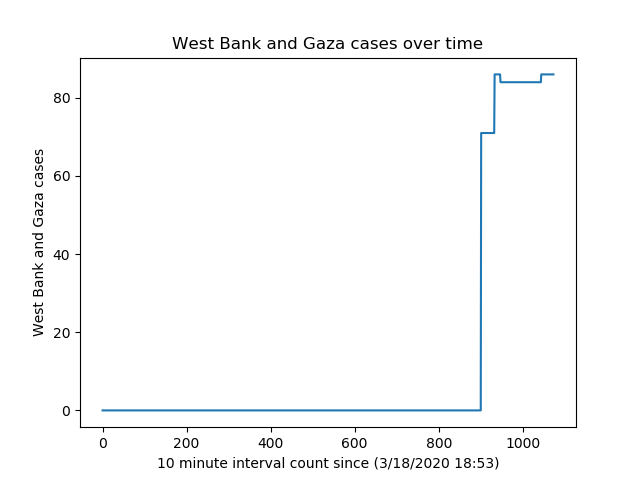 West Bank and Gaza cases over time
West Bank and Gaza cases
80
60
40
20
0
0 200 400 600 800 1000
10 minute interval count since (3/18/2020 18:53)